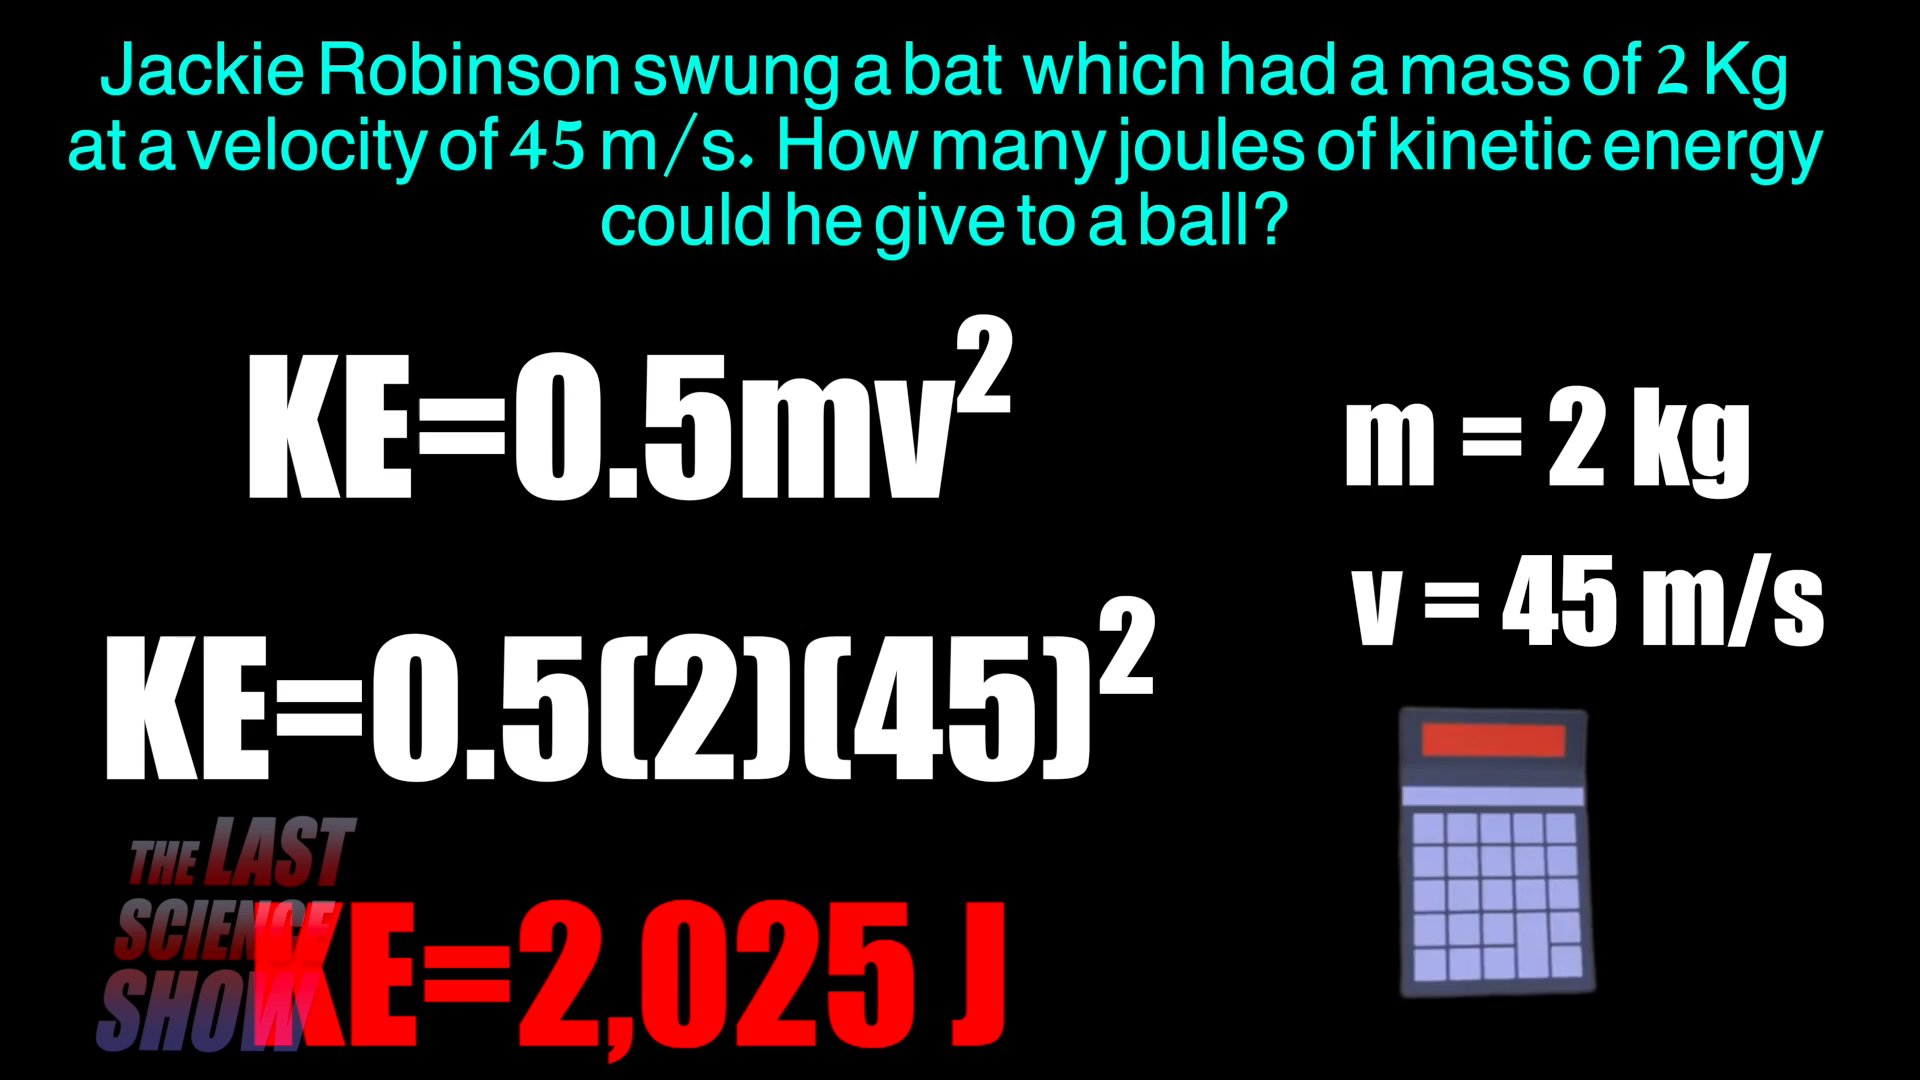 Jackie Robinson swung a bat which had a mass of 2 Kg
at a velocity of 45 m/s. How many joules of kinetic energy
could he give to a ball?
KE=0.5mv²
m = 2 kg
v = 45 m/s
KE=0.5(2)(45)²
THE LAST
SCIENCE
SHOW
KE=2,025 J